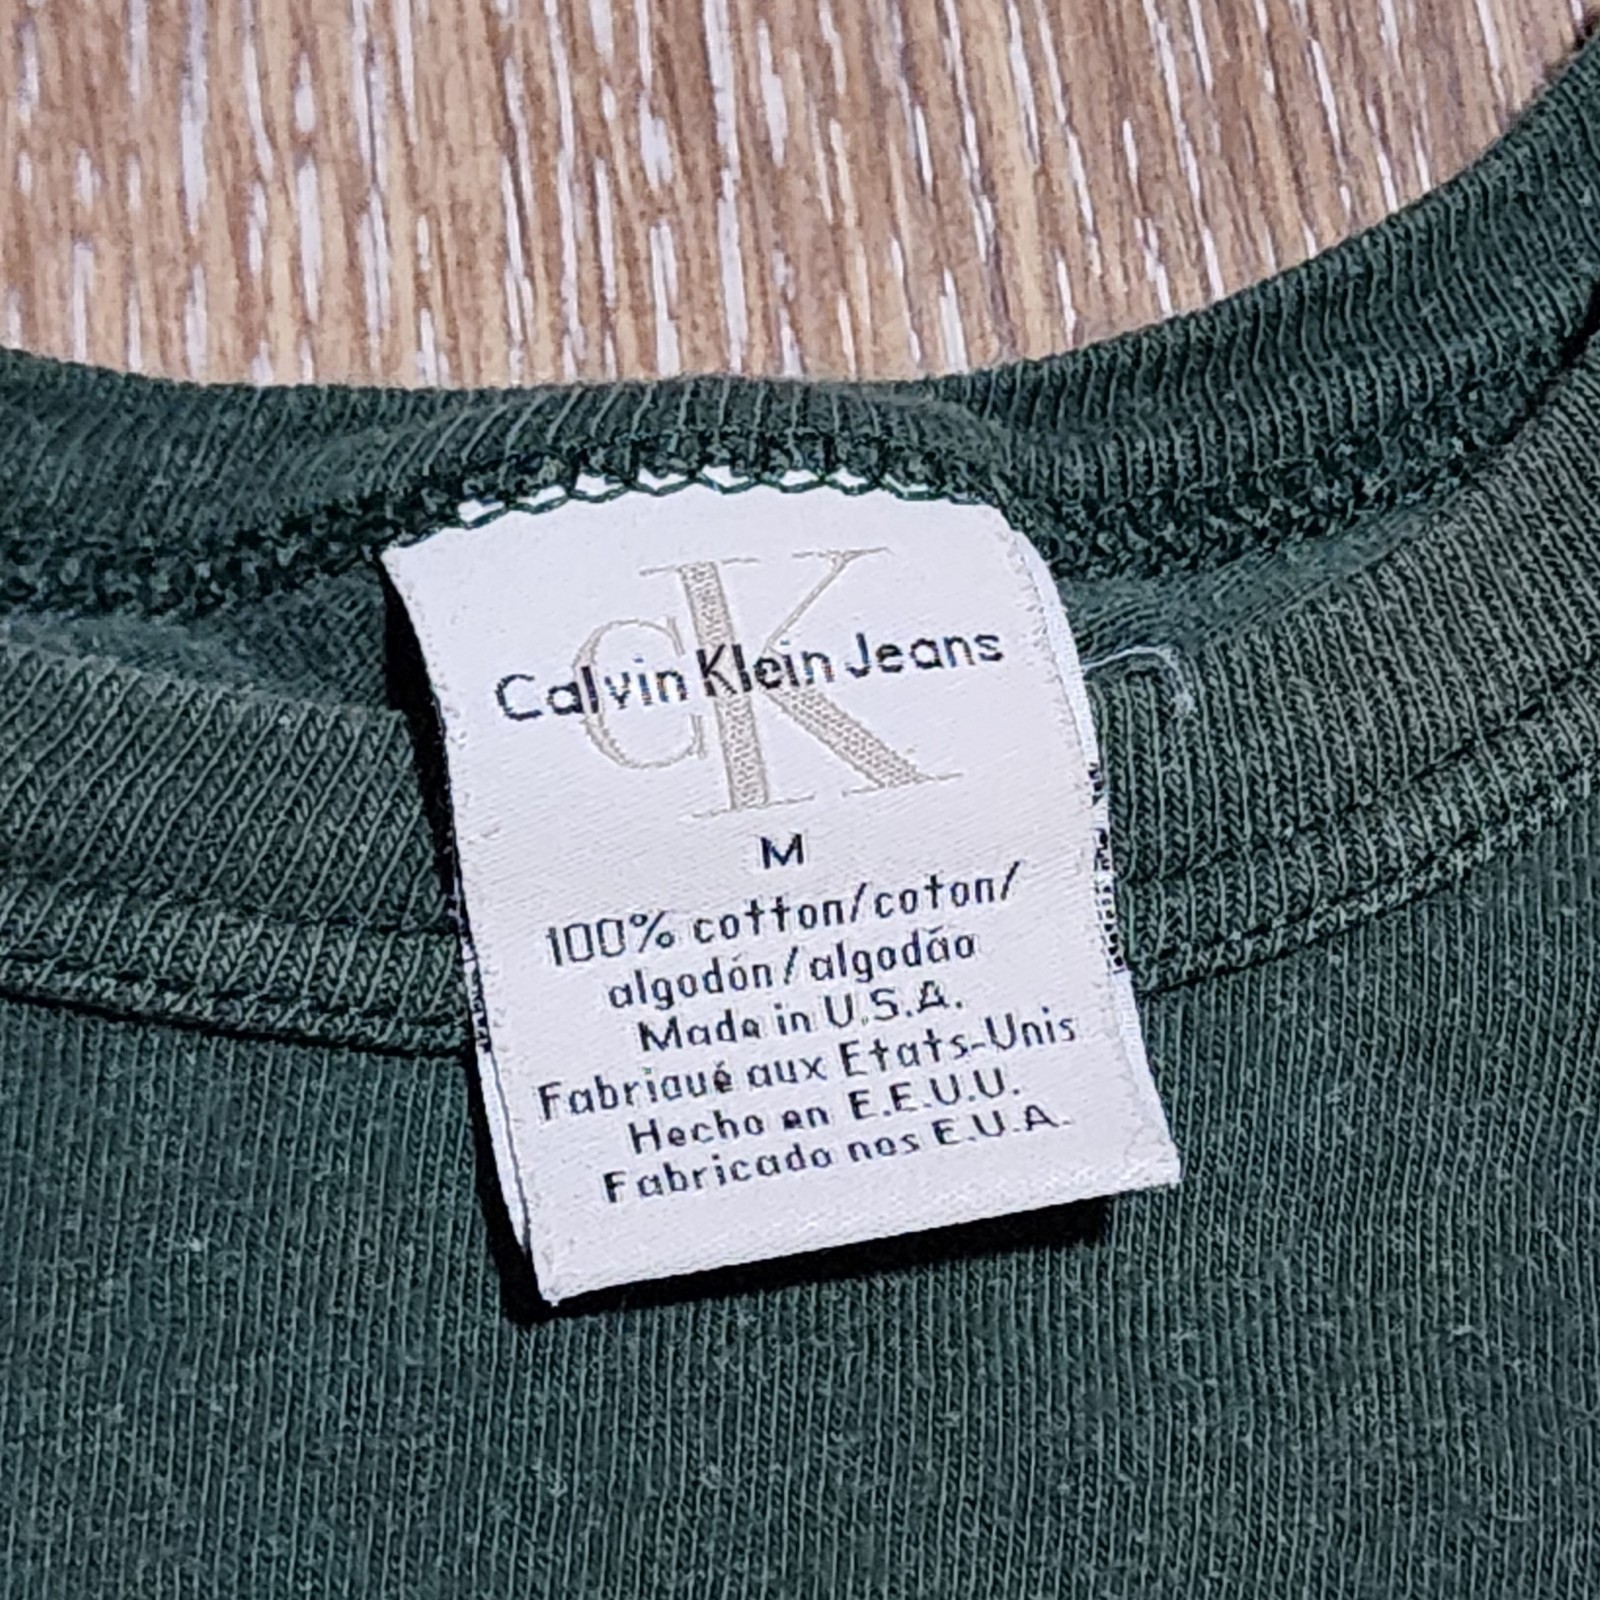 CK
Calvin Klein Jeans
M
100% cotton/coton/
algodón/algodão
Made in U.S.A.
Fabriqué aux Etats-Unis
Hecho en E.E.U.U.
Fabricado nos E.U.A.